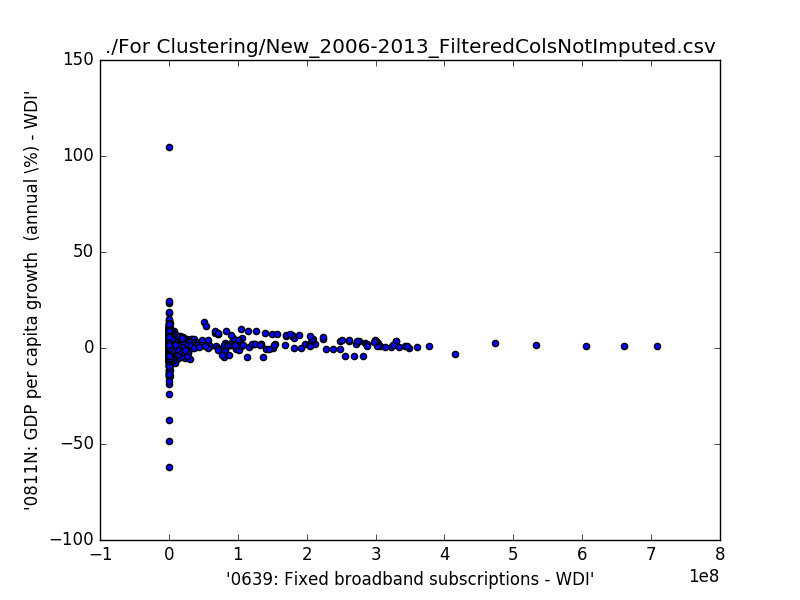 ./For Clustering/New_2006-2013_FilteredColsNotImputed.csv
150
100
50
0
−50
−100
'0811N: GDP per capita growth  (annual \%) - WDI'
−1 0 1 2 3 4 5 6 7 8
1e8
'0639: Fixed broadband subscriptions - WDI'